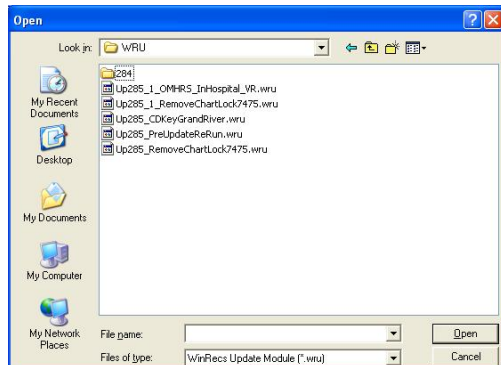 Open
Look in: WRU
284
Up285_1_OMHRS_InHospital_VR.wru
Up285_1_RemoveChartLock7475.wru
Up285_CDKeyGrandRiver.wru
Up285_PreUpdateReRun.wru
Up285_RemoveChartLock7475.wru
My Recent
Documents
Desktop
My Documents
My Computer
My Network
Places
File name:
Open
Files of type: WinRecs Update Module (*.wru)
Cancel